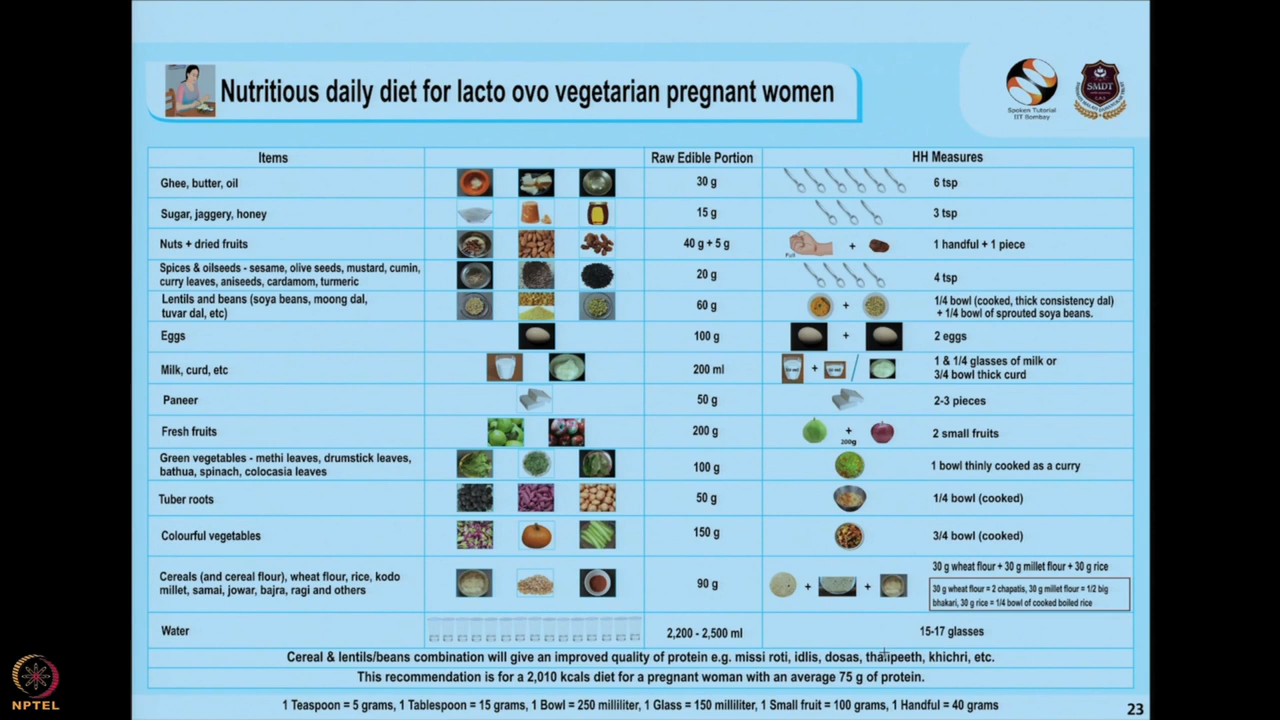 Nutritious daily diet for lacto ovo vegetarian pregnant women
Spoken Tutorial
IIT Bombay
SMDT
Items
Raw Edible Portion
HH Measures
Ghee, butter, oil
30 g
6 tsp
Sugar, jaggery, honey
15 g
3 tsp
Nuts + dried fruits
40 g + 5 g
Full
+
1 handful + 1 piece
Spices & oilseeds - sesame, olive seeds, mustard, cumin,
curry leaves, aniseeds, cardamom, turmeric
20 g
4 tsp
Lentils and beans (soya beans, moong dal,
tuvar dal, etc)
60 g
+
1/4 bowl (cooked, thick consistency dal)
+ 1/4 bowl of sprouted soya beans.
Eggs
100 g
+
2 eggs
Milk, curd, etc
200 ml
+ /
1 & 1/4 glasses of milk or
3/4 bowl thick curd
Paneer
50 g
2-3 pieces
Fresh fruits
200 g
+
200g
2 small fruits
Green vegetables - methi leaves, drumstick leaves,
bathua, spinach, colocasia leaves
100 g
1 bowl thinly cooked as a curry
Tuber roots
50 g
1/4 bowl (cooked)
Colourful vegetables
150 g
3/4 bowl (cooked)
Cereals (and cereal flour), wheat flour, rice, kodo
millet, samai, jowar, bajra, ragi and others
90 g
+ +
30 g wheat flour + 30 g millet flour + 30 g rice
30 g wheat flour = 2 chapatis, 30 g millet flour = 1/2 big
bhakari, 30 g rice = 1/4 bowl of cooked boiled rice
Water
2,200 - 2,500 ml
15-17 glasses
Cereal & lentils/beans combination will give an improved quality of protein e.g. missi roti, idlis, dosas, thalipeeth, khichri, etc.
This recommendation is for a 2,010 kcals diet for a pregnant woman with an average 75 g of protein.
1 Teaspoon = 5 grams, 1 Tablespoon = 15 grams, 1 Bowl = 250 milliliter, 1 Glass = 150 milliliter, 1 Small fruit = 100 grams, 1 Handful = 40 grams
23
NPTEL